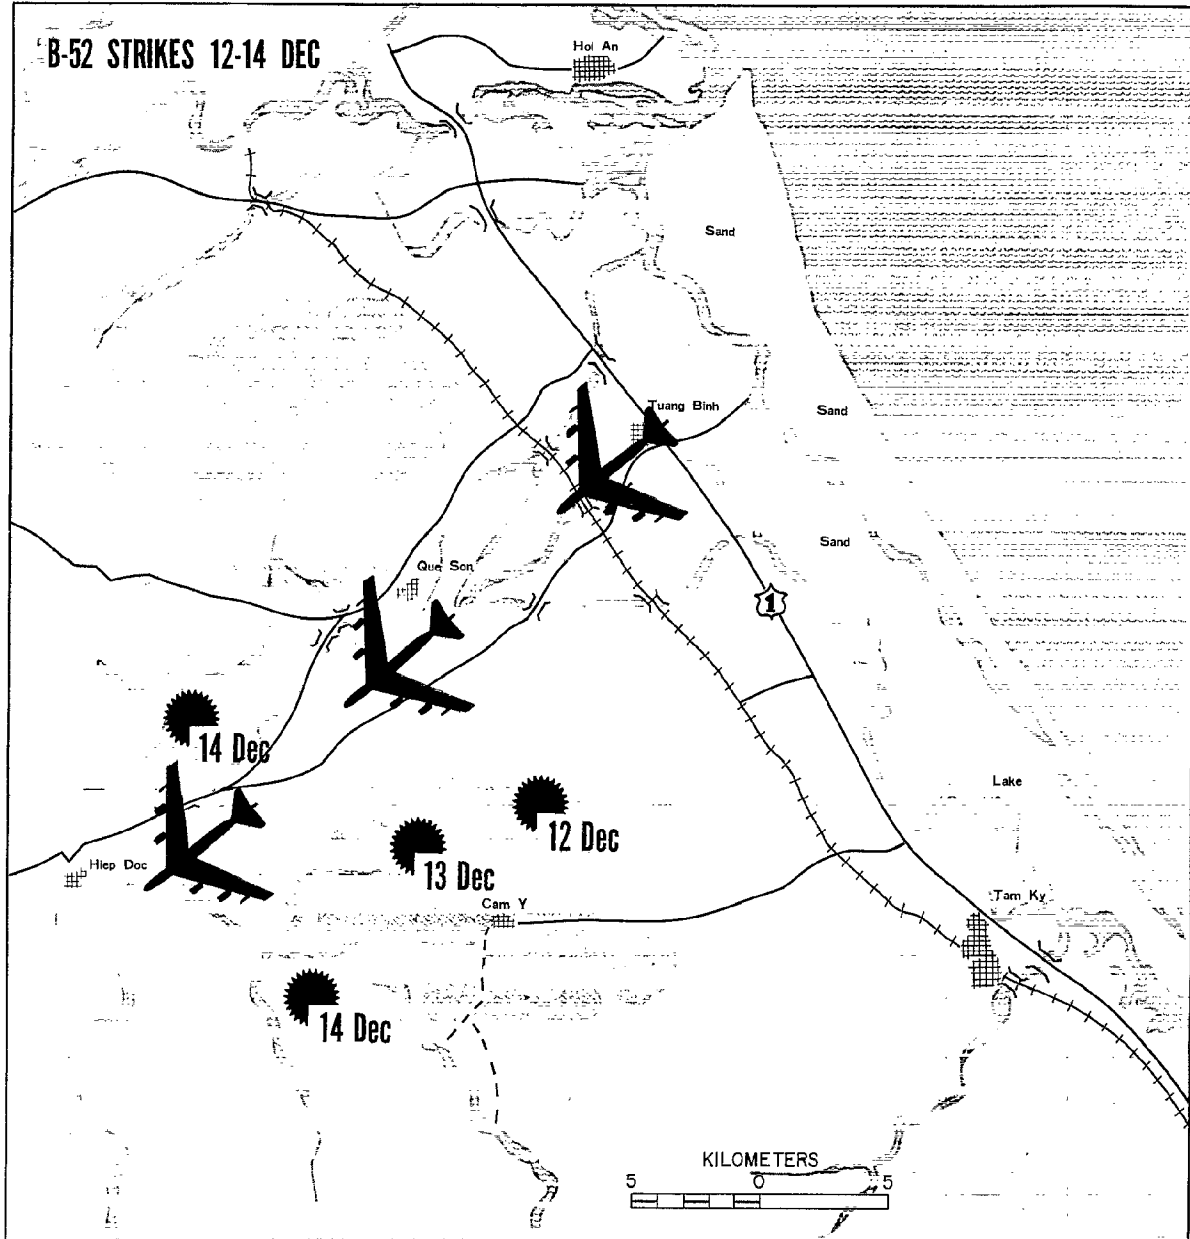 B-52 STRIKES 12-14 DEC
Hoi An
Sand
Tuang Binh
Sand
Sand
Que Son
1
14 Dec
Lake
12 Dec
13 Dec
Hiep Doc
Tam Ky
Cam Y
14 Dec
KILOMETERS
5 0 5